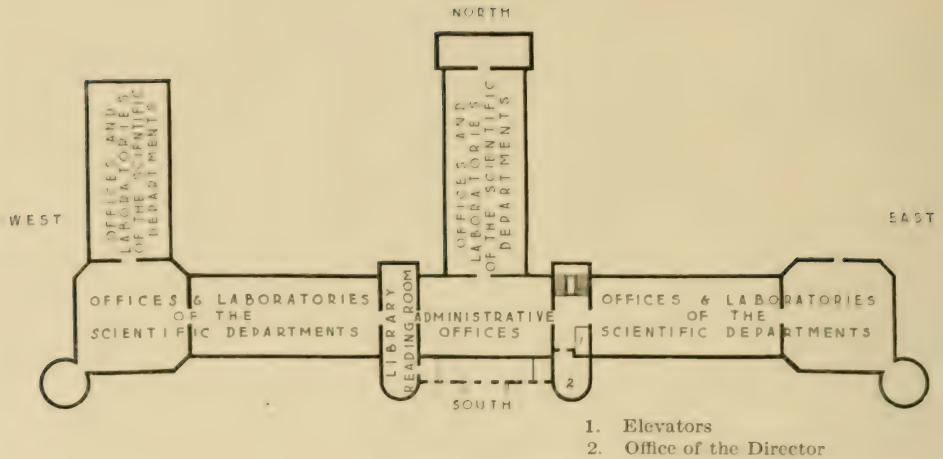 NORTH
OFFICES AND
LABORATORIES
OF THE SCIENTIFIC
DEPARTMENTS
OFFICES AND
LABORATORIES
OF THE SCIENTIFIC
DEPARTMENTS
WEST
EAST
OFFICES & LABORATORIES
OF THE
SCIENTIFIC DEPARTMENTS
LIBRARY
READING ROOM
ADMINISTRATIVE
OFFICES
OFFICES & LABORATORIES
OF THE
SCIENTIFIC DEPARTMENTS
1
2
SOUTH
1. Elevators
2. Office of the Director